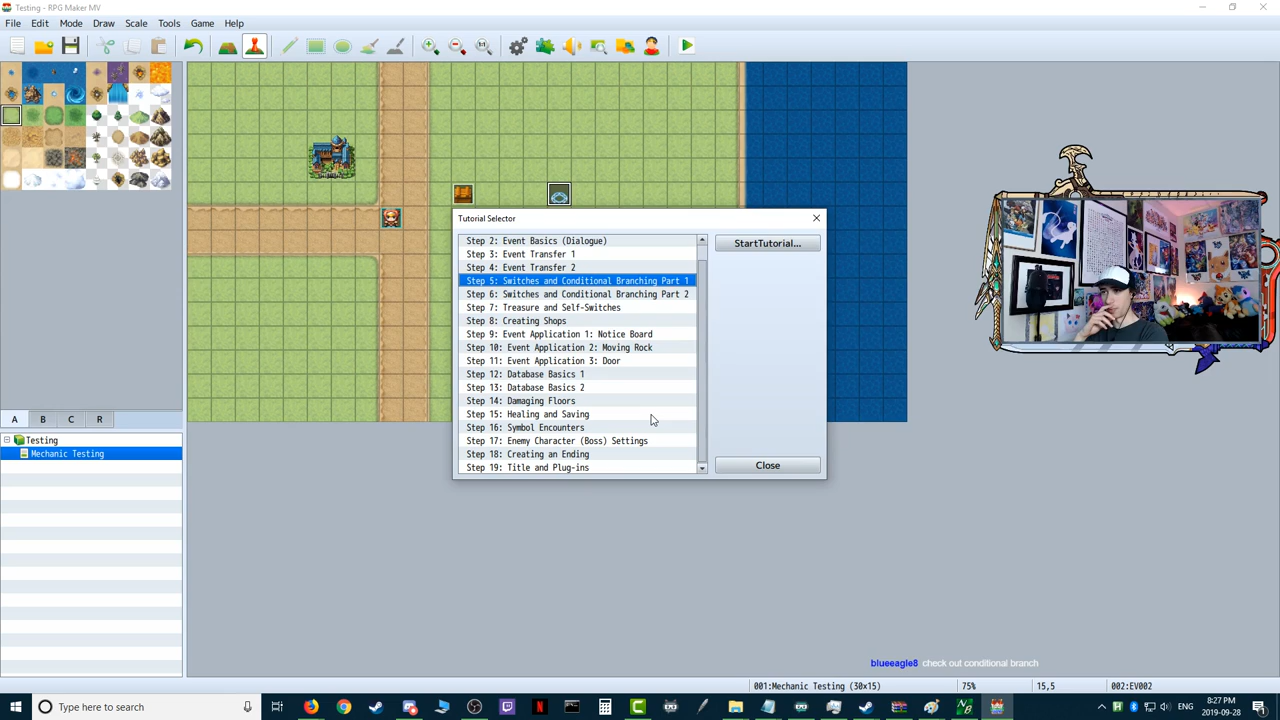 Testing - RPG Maker MV
File Edit Mode Draw Scale Tools Game Help
Tutorial Selector
Step 2: Event Basics (Dialogue)
Step 3: Event Transfer 1
Step 4: Event Transfer 2
Step 5: Switches and Conditional Branching Part 1
Step 6: Switches and Conditional Branching Part 2
Step 7: Treasure and Self-Switches
Step 8: Creating Shops
Step 9: Event Application 1: Notice Board
Step 10: Event Application 2: Moving Rock
Step 11: Event Application 3: Door
Step 12: Database Basics 1
Step 13: Database Basics 2
Step 14: Damaging Floors
Step 15: Healing and Saving
Step 16: Symbol Encounters
Step 17: Enemy Character (Boss) Settings
Step 18: Creating an Ending
Step 19: Title and Plug-ins
StartTutorial...
Close
A B C R
Testing
Mechanic Testing
blueeagle8 check out conditional branch
001:Mechanic Testing (30x15) 75% 15,5 002:EV002
Type here to search
ENG
8:27 PM
2019-09-28